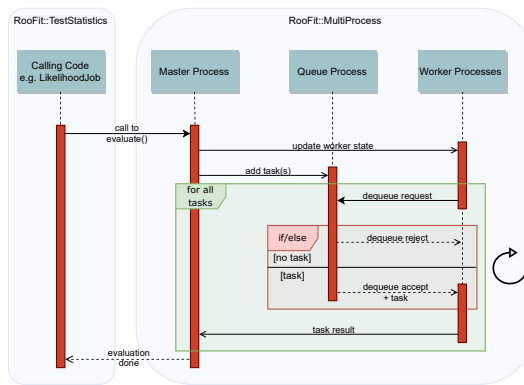 RooFit::TestStatistics
RooFit::MultiProcess
Calling Code
e.g. LikelihoodJob
Master Process
Queue Process
Worker Processes
call to
evaluate()
update worker state
add task(s)
for all
tasks
dequeue request
if/else
dequeue reject
[no task]
[task]
dequeue accept
+ task
task result
evaluation
done